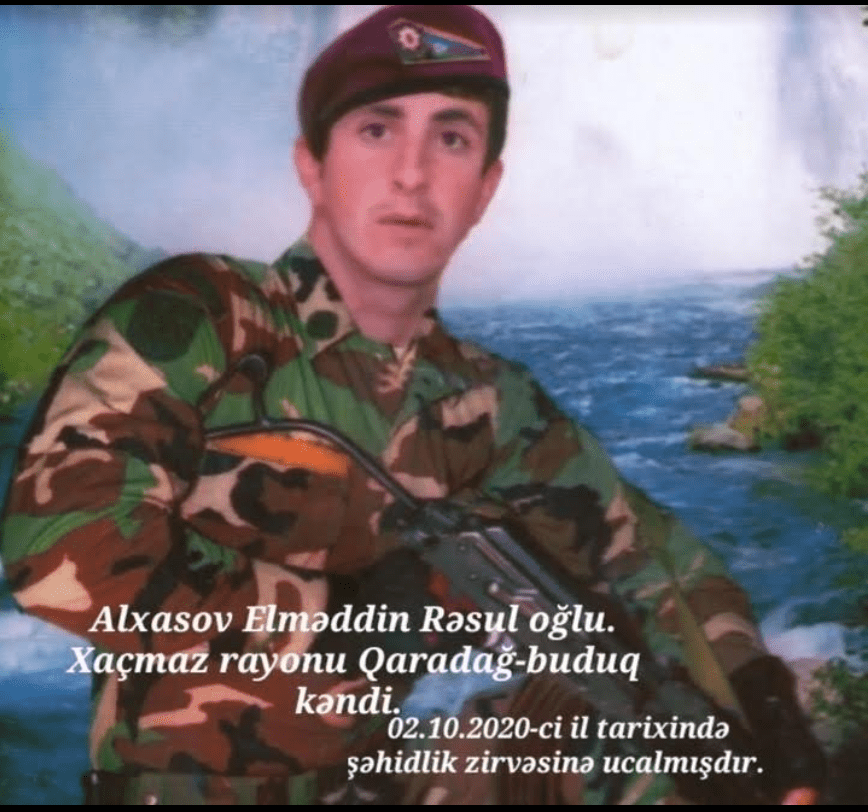 Alxasov Elməddin Rəsul oğlu.
Xaçmaz rayonu Qaradağ-buduq
kəndi.
02.10.2020-ci il tarixində
şəhidlik zirvəsinə ucalmışdır.